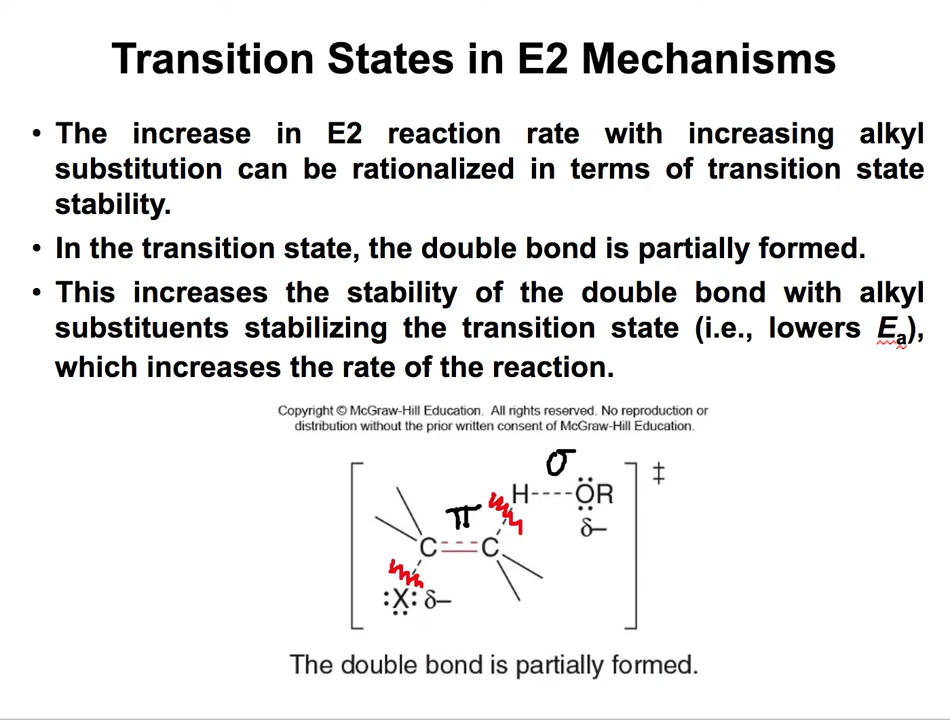 Transition States in E2 Mechanisms
• The increase in E2 reaction rate with increasing alkyl
substitution can be rationalized in terms of transition state
stability.
• In the transition state, the double bond is partially formed.
• This increases the stability of the double bond with alkyl
substituents stabilizing the transition state (i.e., lowers Eₐ),
which increases the rate of the reaction.
Copyright © McGraw-Hill Education. All rights reserved. No reproduction or
distribution without the prior written consent of McGraw-Hill Education.
σ
‡
H----ÖR
δ–
π
C C
:X: δ–
The double bond is partially formed.